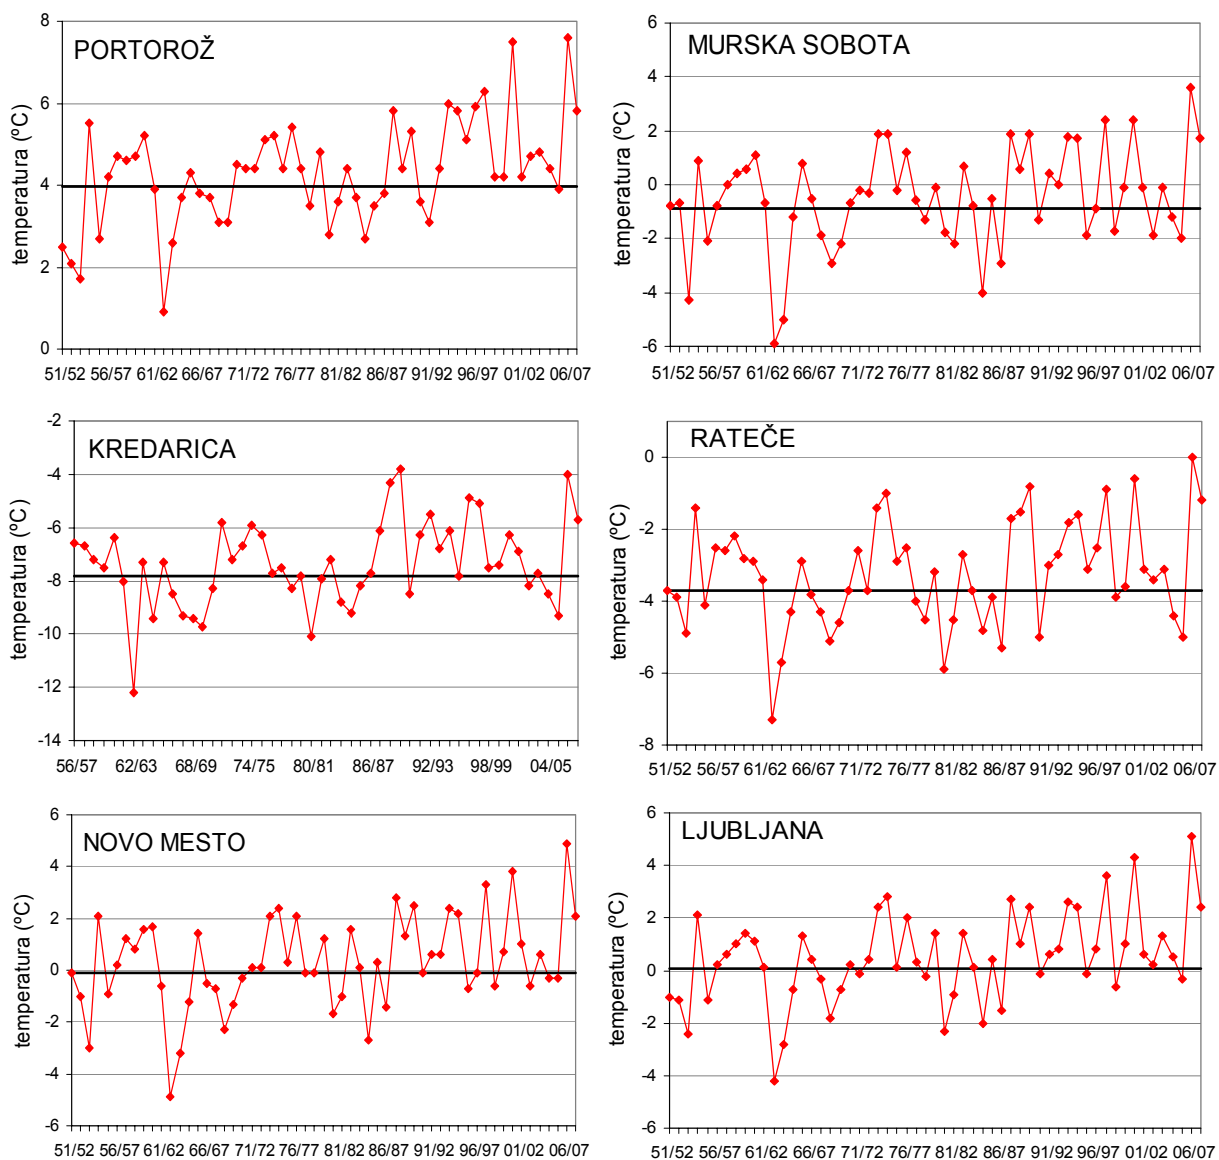 PORTOROŽ
temperatura (ºC)
8
6
4
2
0
51/52 56/57 61/62 66/67 71/72 76/77 81/82 86/87 91/92 96/97 01/02 06/07
MURSKA SOBOTA
temperatura (ºC)
6
4
2
0
-2
-4
-6
51/52 56/57 61/62 66/67 71/72 76/77 81/82 86/87 91/92 96/97 01/02 06/07
KREDARICA
temperatura (ºC)
-2
-4
-6
-8
-10
-12
-14
56/57 62/63 68/69 74/75 80/81 86/87 92/93 98/99 04/05
RATEČE
temperatura (ºC)
0
-2
-4
-6
-8
51/52 56/57 61/62 66/67 71/72 76/77 81/82 86/87 91/92 96/97 01/02 06/07
NOVO MESTO
temperatura (ºC)
6
4
2
0
-2
-4
-6
51/52 56/57 61/62 66/67 71/72 76/77 81/82 86/87 91/92 96/97 01/02 06/07
LJUBLJANA
temperatura (ºC)
6
4
2
0
-2
-4
-6
51/52 56/57 61/62 66/67 71/72 76/77 81/82 86/87 91/92 96/97 01/02 06/07